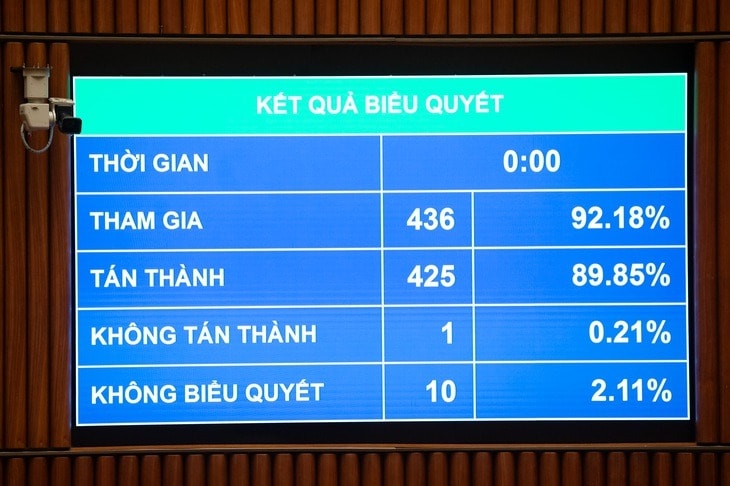 KẾT QUẢ BIỂU QUYẾT
THỜI GIAN 0:00
THAM GIA 436 92.18%
TÁN THÀNH 425 89.85%
KHÔNG TÁN THÀNH 1 0.21%
KHÔNG BIỂU QUYẾT 10 2.11%